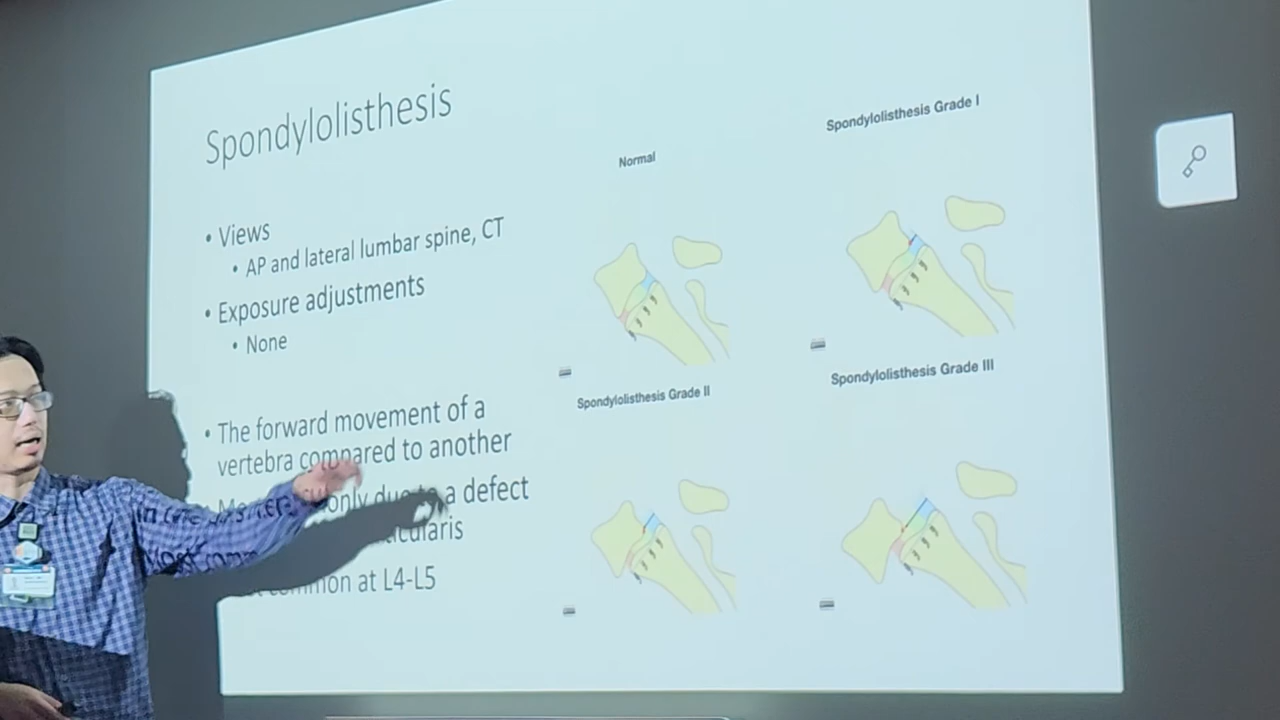 Spondylolisthesis
• Views
• AP and lateral lumbar spine, CT
• Exposure adjustments
• None
• The forward movement of a
vertebra compared to another
only due to a defect
common at L4-L5
Normal
Spondylolisthesis Grade I
Spondylolisthesis Grade II
Spondylolisthesis Grade III